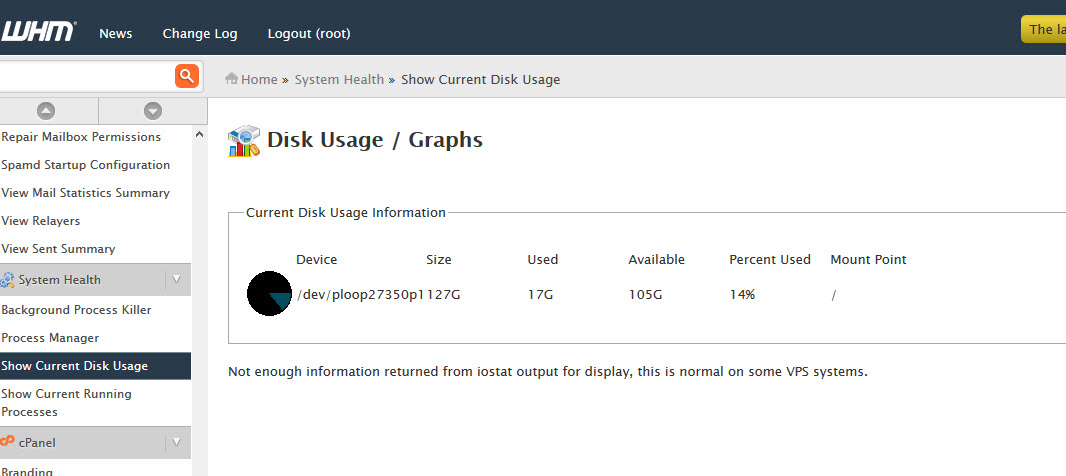 WHM News Change Log Logout (root) The la
Home » System Health » Show Current Disk Usage
Repair Mailbox Permissions
Spamd Startup Configuration
View Mail Statistics Summary
View Relayers
View Sent Summary
System Health
Background Process Killer
Process Manager
Show Current Disk Usage
Show Current Running
Processes
cPanel
Branding
Disk Usage / Graphs
Current Disk Usage Information
Device Size Used Available Percent Used Mount Point
/dev/ploop27350p1 127G 17G 105G 14% /
Not enough information returned from iostat output for display, this is normal on some VPS systems.